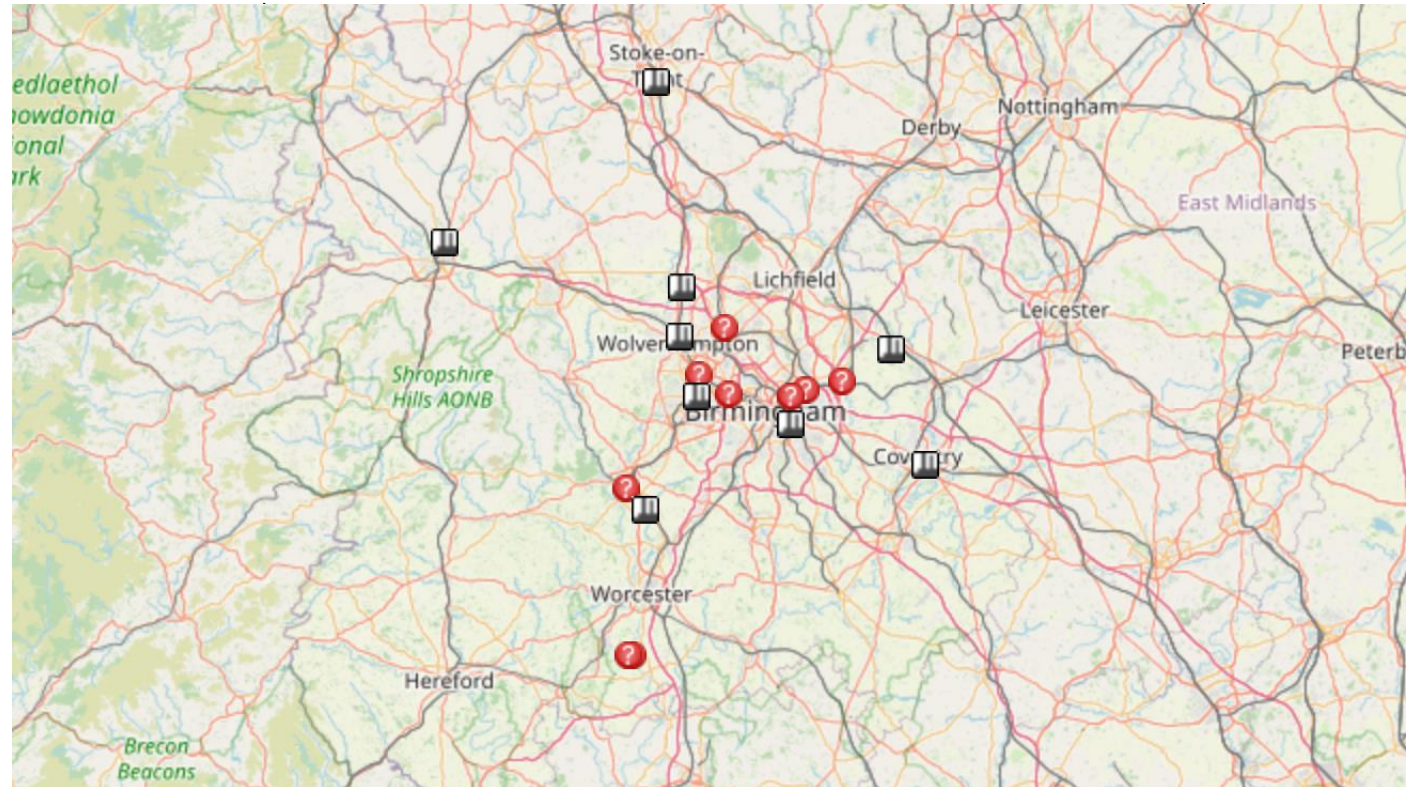 Stoke-on-
Trent
Nottingham
Derby
edlaethol
nowdonia
ional
ark
East Midlands
Lichfield
Leicester
Wolverhampton
Peterb
Shropshire
Hills AONB
Birmingham
Coventry
Worcester
Hereford
Brecon
Beacons
?
?
?
?
?
?
?
?